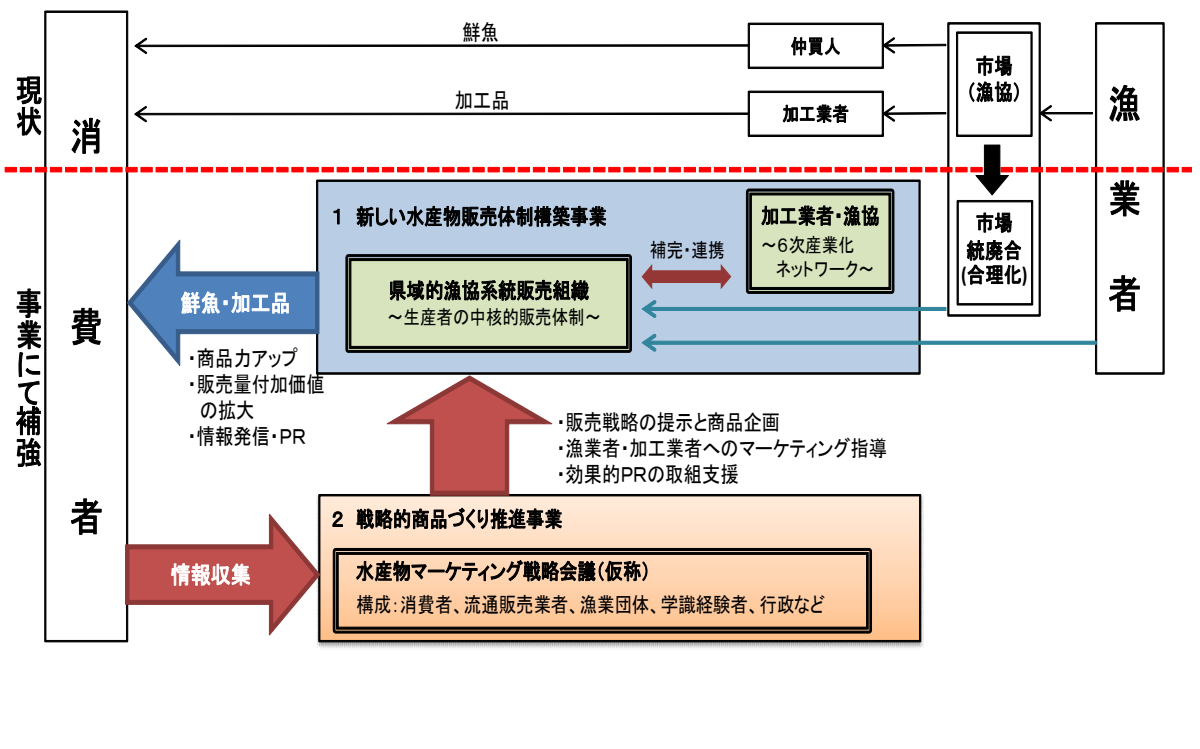 現状
事業にて補強
消費者
鮮魚
仲買人
加工品
加工業者
市場
(漁協)
市場
統廃合
(合理化)
漁業者
1 新しい水産物販売体制構築事業
県域的漁協系統販売組織
～生産者の中核的販売体制～
補完・連携
加工業者・漁協
～6次産業化
ネットワーク～
鮮魚・加工品
・商品力アップ
・販売量付加価値
の拡大
・情報発信・PR
・販売戦略の提示と商品企画
・漁業者・加工業者へのマーケティング指導
・効果的PRの取組支援
情報収集
2 戦略的商品づくり推進事業
水産物マーケティング戦略会議(仮称)
構成:消費者、流通販売業者、漁業団体、学識経験者、行政など